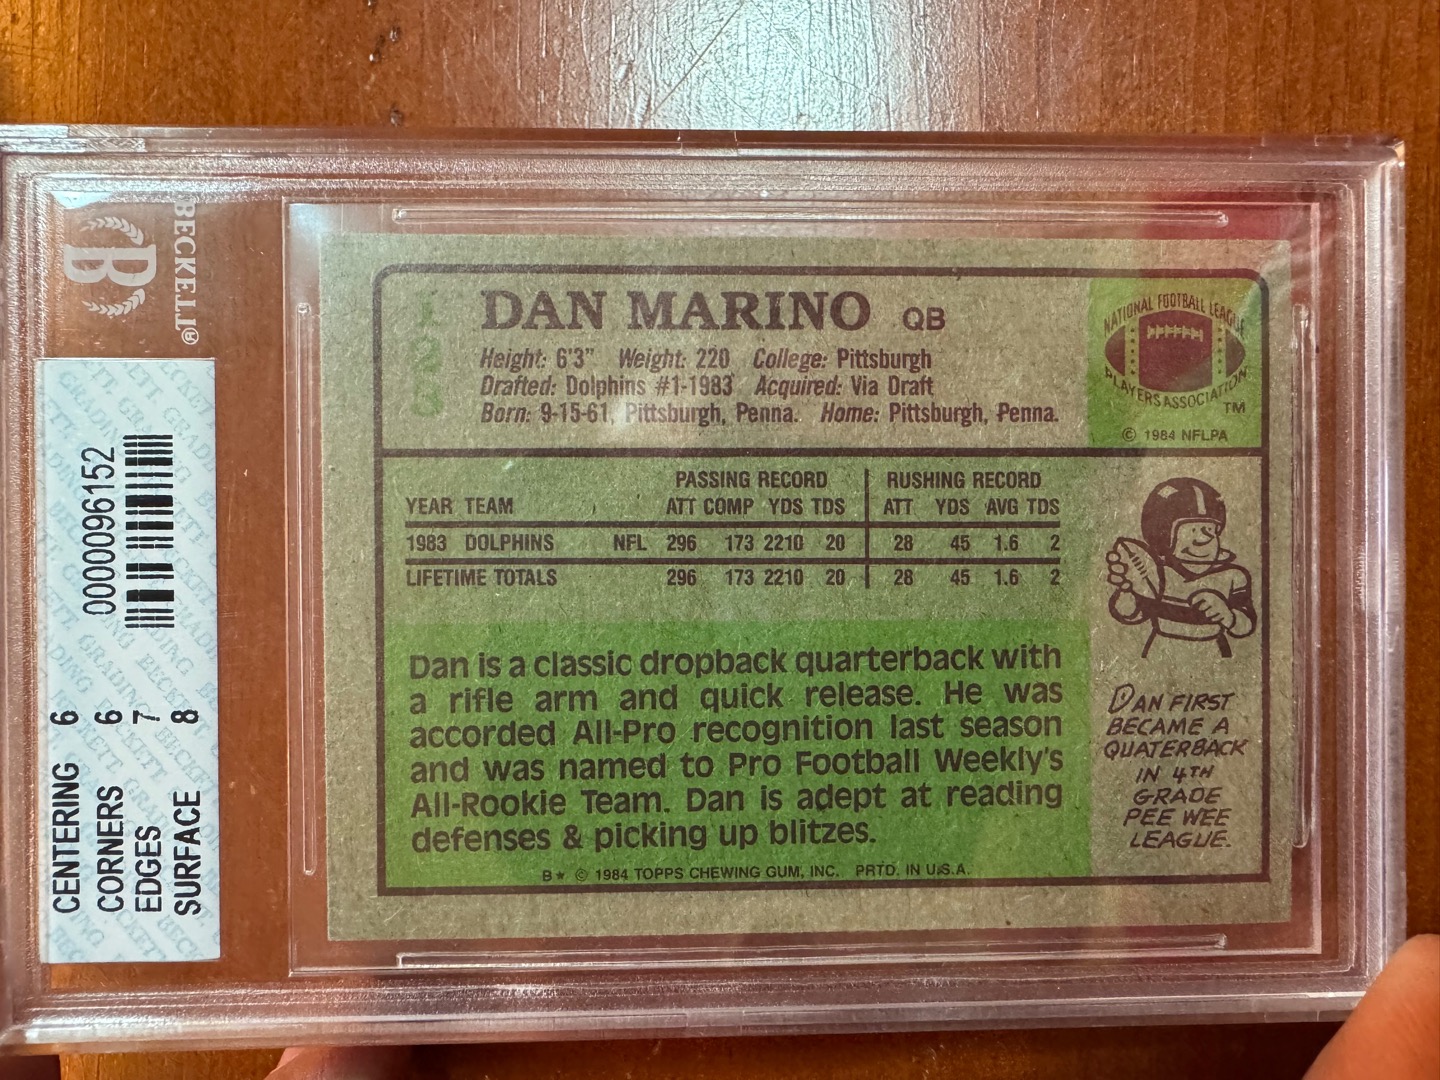 BECKETT®
B
0000096152
CENTERING 6
CORNERS 6
EDGES 7
SURFACE 8
DAN MARINO QB
Height: 6'3" Weight: 220 College: Pittsburgh
Drafted: Dolphins #1-1983 Acquired: Via Draft
Born: 9-15-61, Pittsburgh, Penna. Home: Pittsburgh, Penna.
NATIONAL FOOTBALL LEAGUE
PLAYERS ASSOCIATION
TM
© 1984 NFLPA
PASSING RECORD RUSHING RECORD
YEAR TEAM ATT COMP YDS TDS ATT YDS AVG TDS
1983 DOLPHINS NFL 296 173 2210 20 28 45 1.6 2
LIFETIME TOTALS 296 173 2210 20 28 45 1.6 2
Dan is a classic dropback quarterback with
a rifle arm and quick release. He was
accorded All-Pro recognition last season
and was named to Pro Football Weekly's
All-Rookie Team. Dan is adept at reading
defenses & picking up blitzes.
B★ © 1984 TOPPS CHEWING GUM, INC. PRTD. IN U.S.A.
DAN FIRST
BECAME A
QUATERBACK
IN 4TH
GRADE
PEE WEE
LEAGUE.